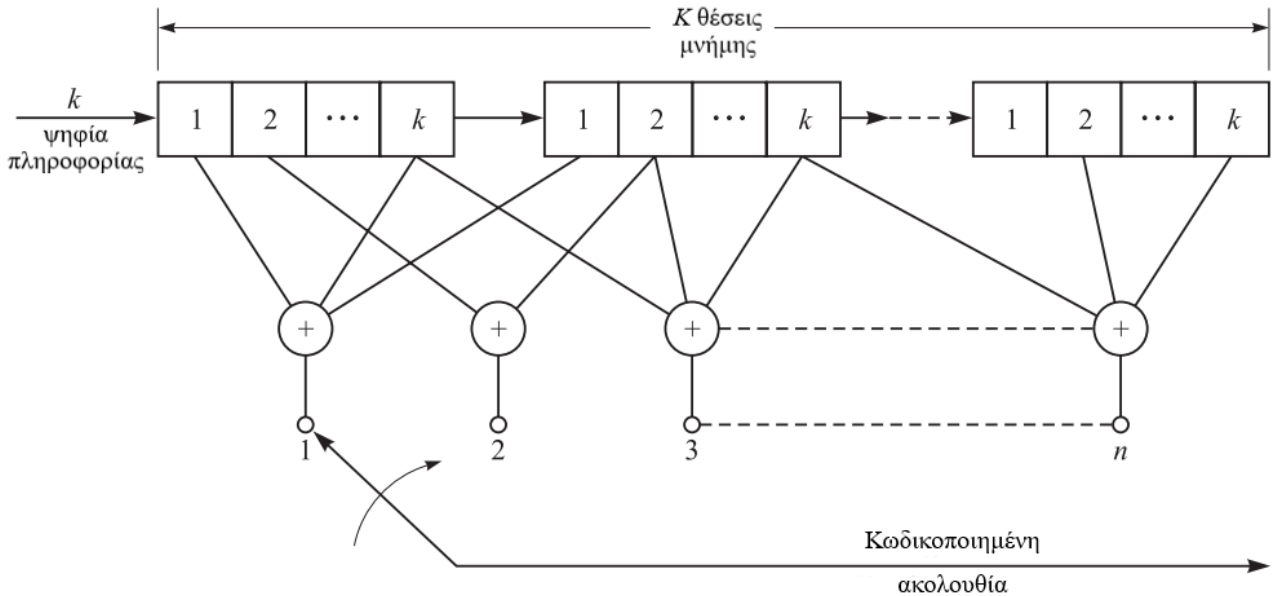 K θέσεις
μνήμης
k
ψηφία
πληροφορίας
1 2 ··· k 1 2 ··· k 1 2 ··· k
+ + + +
1 2 3 n
Κωδικοποιημένη
ακολουθία